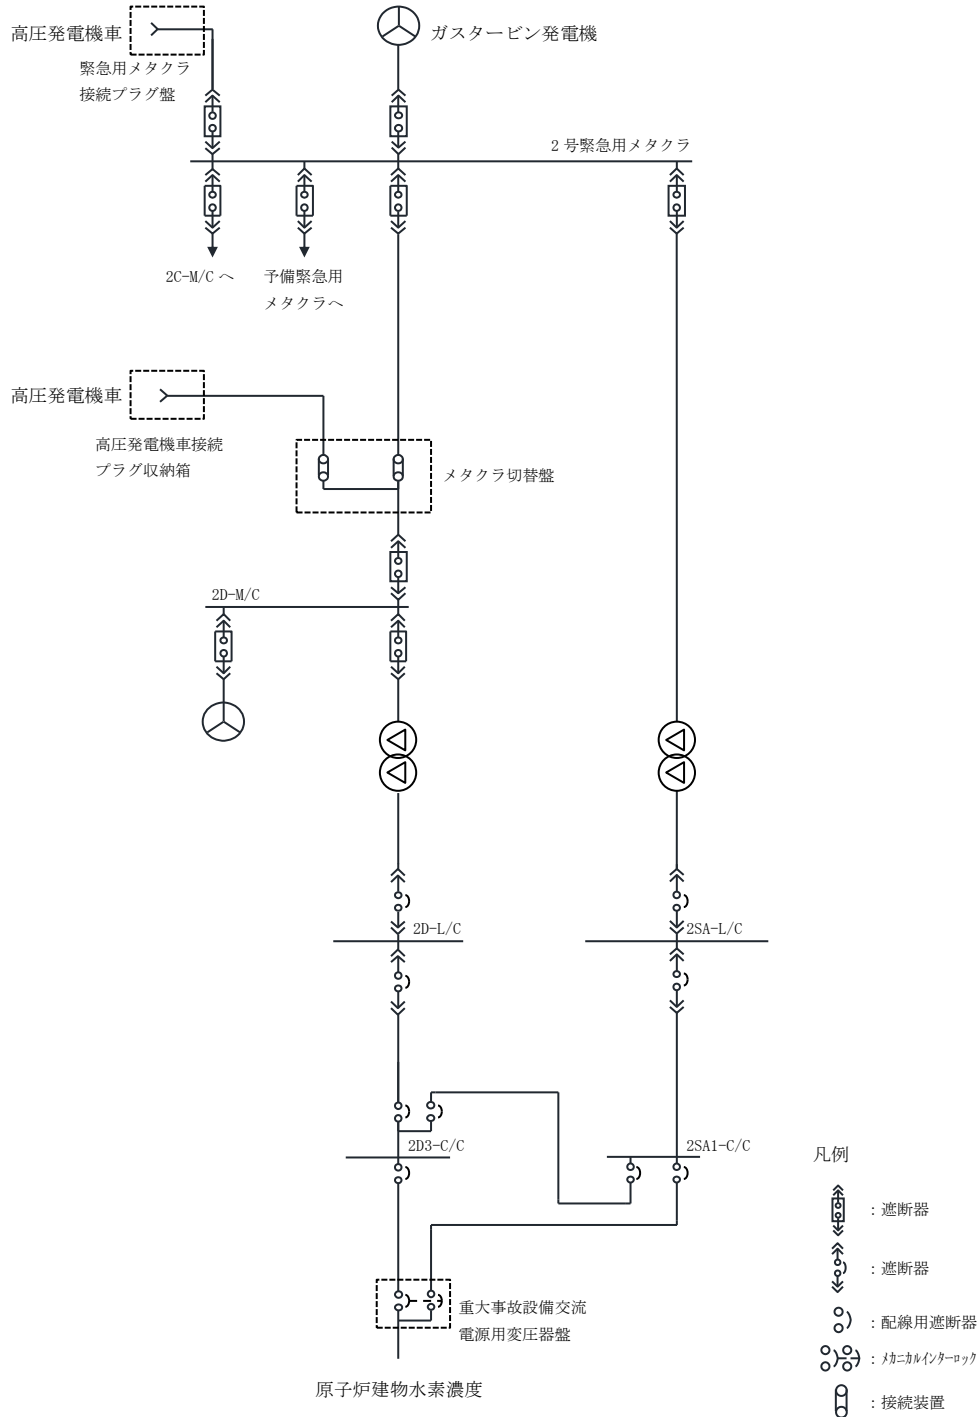 高圧発電機車
ガスタービン発電機
緊急用メタクラ
接続プラグ盤
2号緊急用メタクラ
2C-M/Cへ
予備緊急用
メタクラへ
高圧発電機車
高圧発電機車接続
プラグ収納箱
メタクラ切替盤
2D-M/C
2D-L/C
2SA-L/C
2D3-C/C
2SA1-C/C
凡例
:遮断器
:遮断器
重大事故設備交流
電源用変圧器盤
:配線用遮断器
:メカニカルインターロック
原子炉建物水素濃度
:接続装置